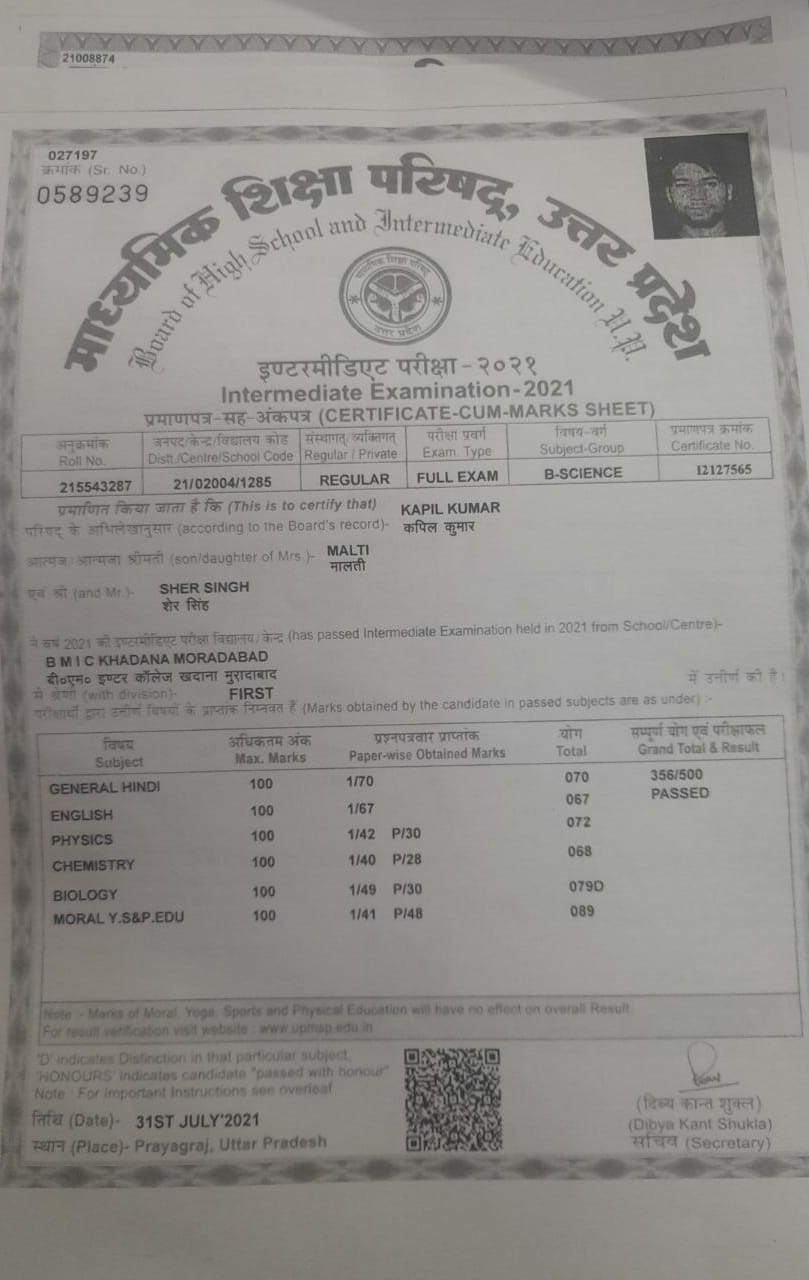 21008874
027197
क्रमांक (Sr. No.)
0589239
माध्यमिक शिक्षा परिषद्, उत्तर प्रदेश
Board of High School and Intermediate Education U.P.
माध्यमिक शिक्षा परिषद्
उत्तर प्रदेश
इण्टरमीडिएट परीक्षा - २०२१
Intermediate Examination-2021
प्रमाणपत्र-सह-अंकपत्र (CERTIFICATE-CUM-MARKS SHEET)
अनुक्रमांक जनपद/केन्द्र/विद्यालय कोड संस्थागत/व्यक्तिगत परीक्षा प्रवर्ग विषय-वर्ग प्रमाणपत्र क्रमांक
Roll No. Distt./Centre/School Code Regular / Private Exam. Type Subject-Group Certificate No.
215543287 21/02004/1285 REGULAR FULL EXAM B-SCIENCE 12127565
प्रमाणित किया जाता है कि (This is to certify that) KAPIL KUMAR
परिषद् के अभिलेखानुसार (according to the Board's record)- कपिल कुमार
आत्मज/आत्मजा श्रीमती (son/daughter of Mrs.)- MALTI
मालती
एवं श्री (and Mr.)- SHER SINGH
शेर सिंह
ने वर्ष 2021 की इण्टरमीडिएट परीक्षा विद्यालय/केन्द्र (has passed Intermediate Examination held in 2021 from School/Centre)-
B M I C KHADANA MORADABAD
बी०एम० इण्टर कॉलेज खदाना मुरादाबाद में उत्तीर्ण की है।
में श्रेणी (with division)- FIRST
परीक्षार्थी द्वारा उत्तीर्ण विषयों के प्राप्तांक निम्नवत हैं (Marks obtained by the candidate in passed subjects are as under) :-
विषय अधिकतम अंक प्रश्नपत्रवार प्राप्तांक योग सम्पूर्ण योग एवं परीक्षाफल
Subject Max. Marks Paper-wise Obtained Marks Total Grand Total & Result
GENERAL HINDI 100 1/70 070 356/500
ENGLISH 100 1/67 067 PASSED
PHYSICS 100 1/42 P/30 072
CHEMISTRY 100 1/40 P/28 068
BIOLOGY 100 1/49 P/30 079D
MORAL Y.S&P.EDU 100 1/41 P/48 089
Note :- Marks of Moral, Yoga, Sports and Physical Education will have no effect on overall Result.
For result verification visit website : www.upmsp.edu.in
'D' indicates Distinction in that particular subject.
'HONOURS' indicates candidate "passed with honour"
Note : For Important Instructions see overleaf
तिथि (Date)- 31ST JULY'2021
स्थान (Place)- Prayagraj, Uttar Pradesh
(दिव्य कान्त शुक्ल)
(Dibya Kant Shukla)
सचिव (Secretary)